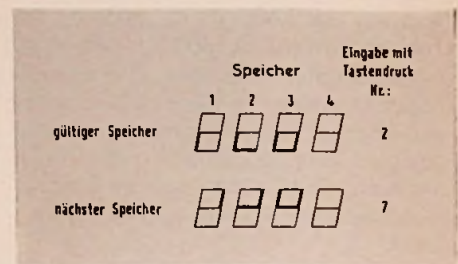 Eingabe mit
Speicher Tastendruck
Nr.:
1 2 3 4
gültiger Speicher 2
nächster Speicher 7